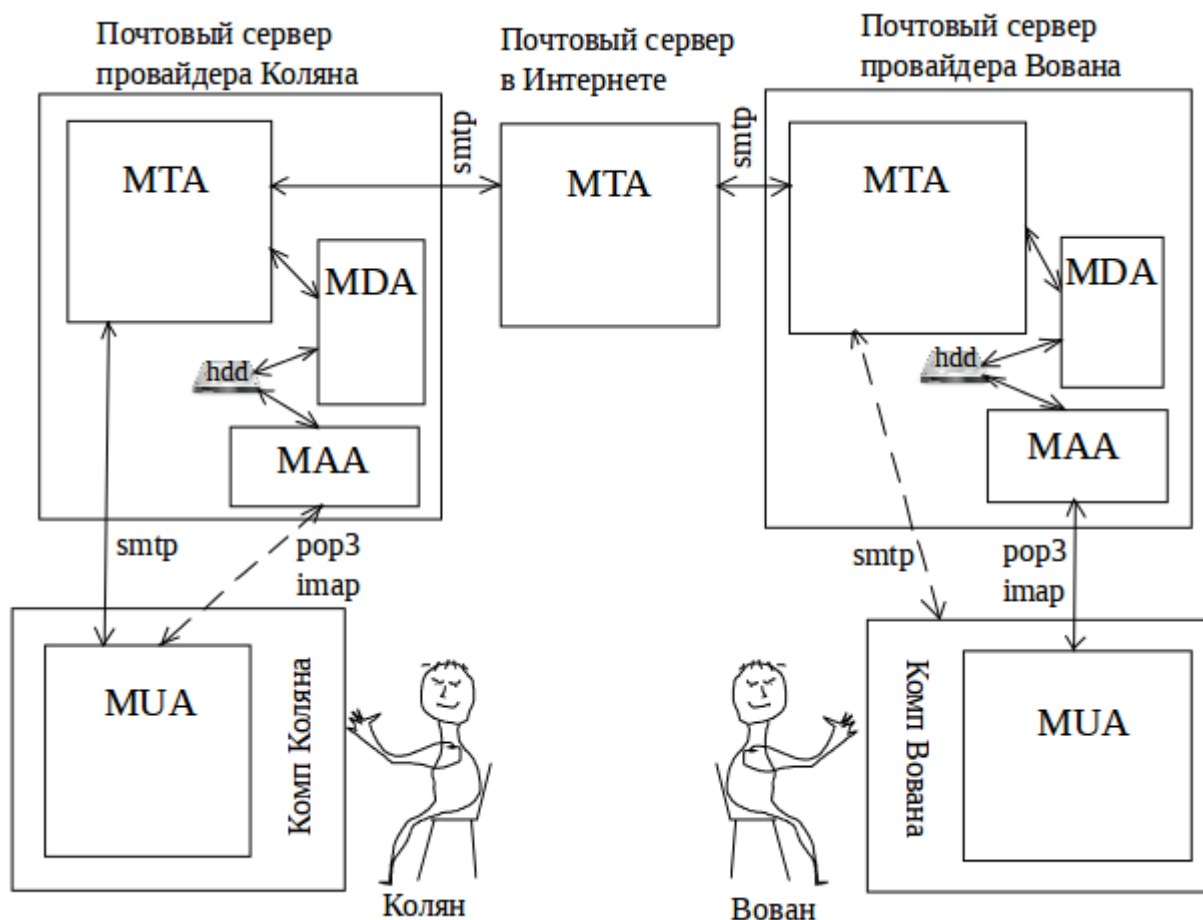 Почтовый сервер
провайдера Коляна
Почтовый сервер
в Интернете
Почтовый сервер
провайдера Вована
smtp
smtp
MTA
MTA
MTA
MDA
MDA
hdd
hdd
MAA
MAA
smtp
pop3
imap
smtp
pop3
imap
MUA
Комп Коляна
Комп Вована
MUA
Колян
Вован